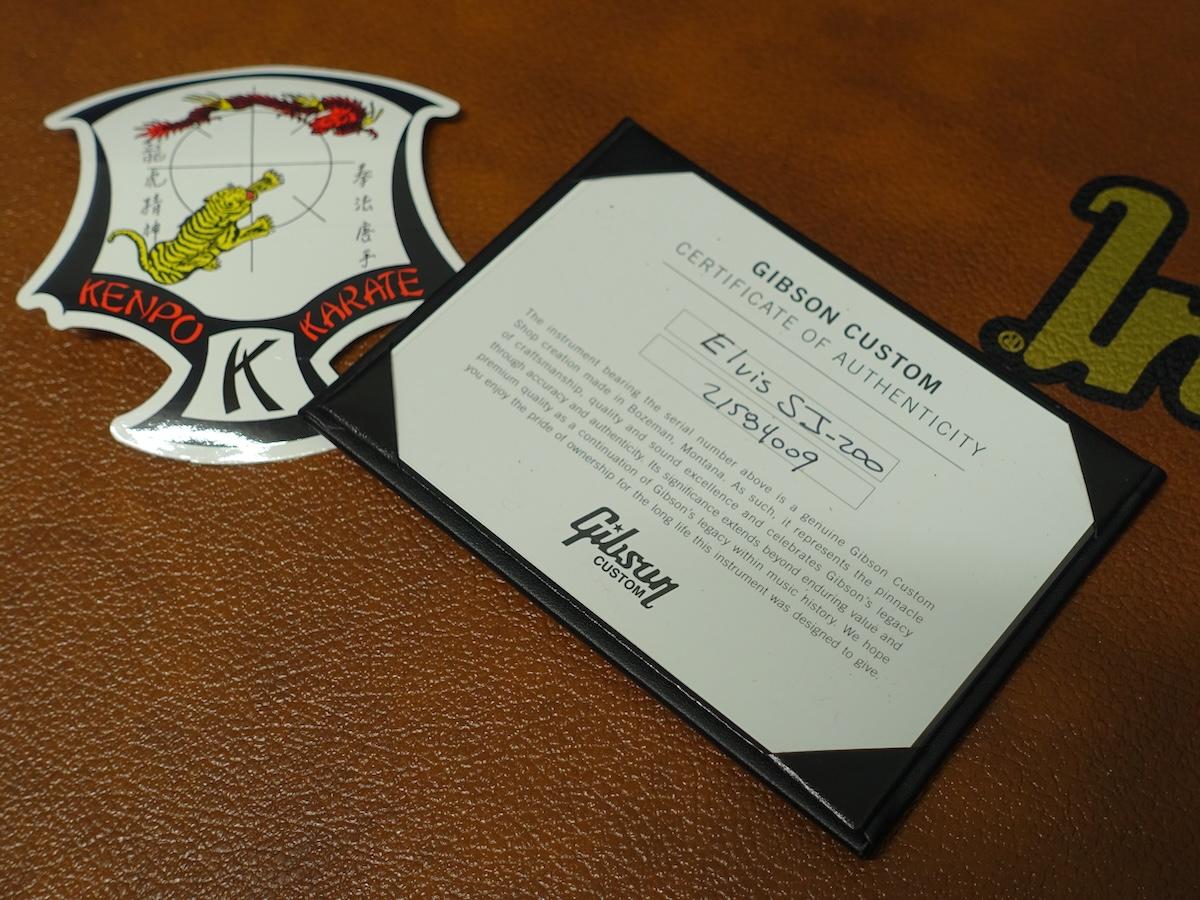 龍虎精神
拳法唐手
KENPO KARATE
K
GIBSON CUSTOM
CERTIFICATE OF AUTHENTICITY
Elvis SJ-200
21584009
The instrument bearing the serial number above is a genuine Gibson Custom
Shop creation made in Bozeman, Montana. As such, it represents the pinnacle
of craftsmanship, quality and sound excellence and celebrates Gibson's legacy
through accuracy and authenticity. Its significance extends beyond enduring value and
premium quality as a continuation of Gibson's legacy within music history. We hope
you enjoy the pride of ownership for the long life this instrument was designed to give.
Gibson
CUSTOM